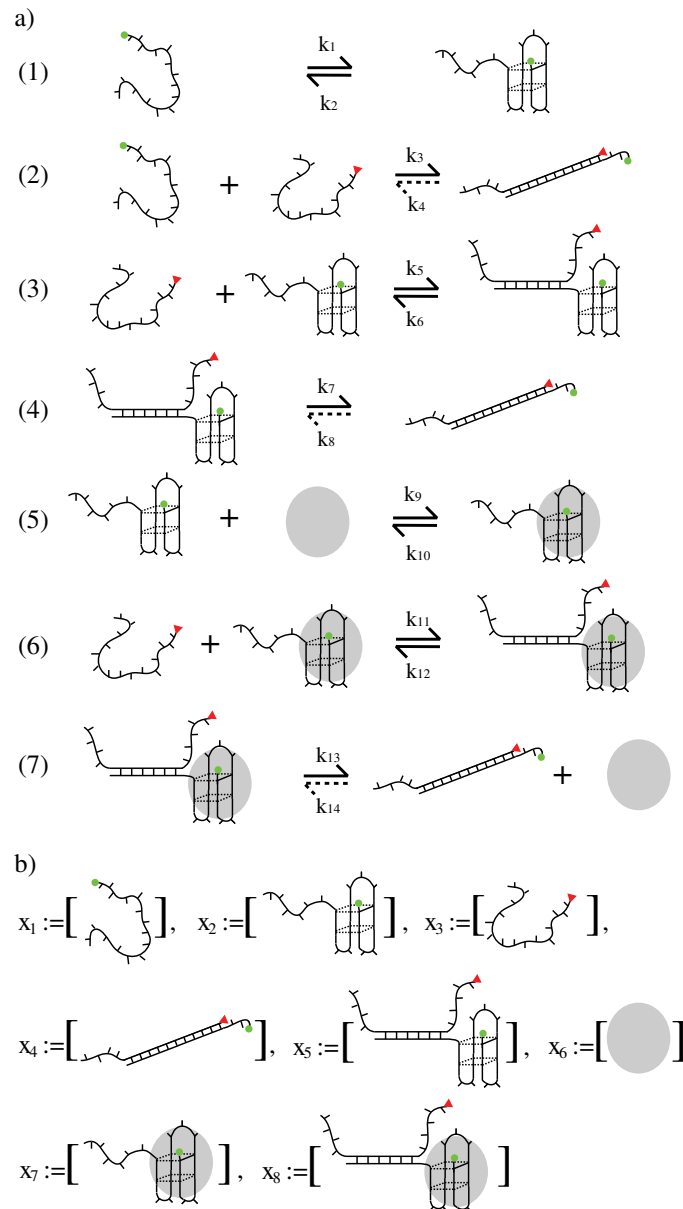 a)
(1) k₁ k₂
(2) + k₃ k₄
(3) + k₅ k₆
(4) k₇ k₈
(5) + k₉ k₁₀
(6) + k₁₁ k₁₂
(7) k₁₃ k₁₄ +
b)
x₁ :=[ ], x₂ :=[ ], x₃ :=[ ],
x₄ :=[ ], x₅ :=[ ], x₆ :=[ ]
x₇ :=[ ], x₈ :=[ ]